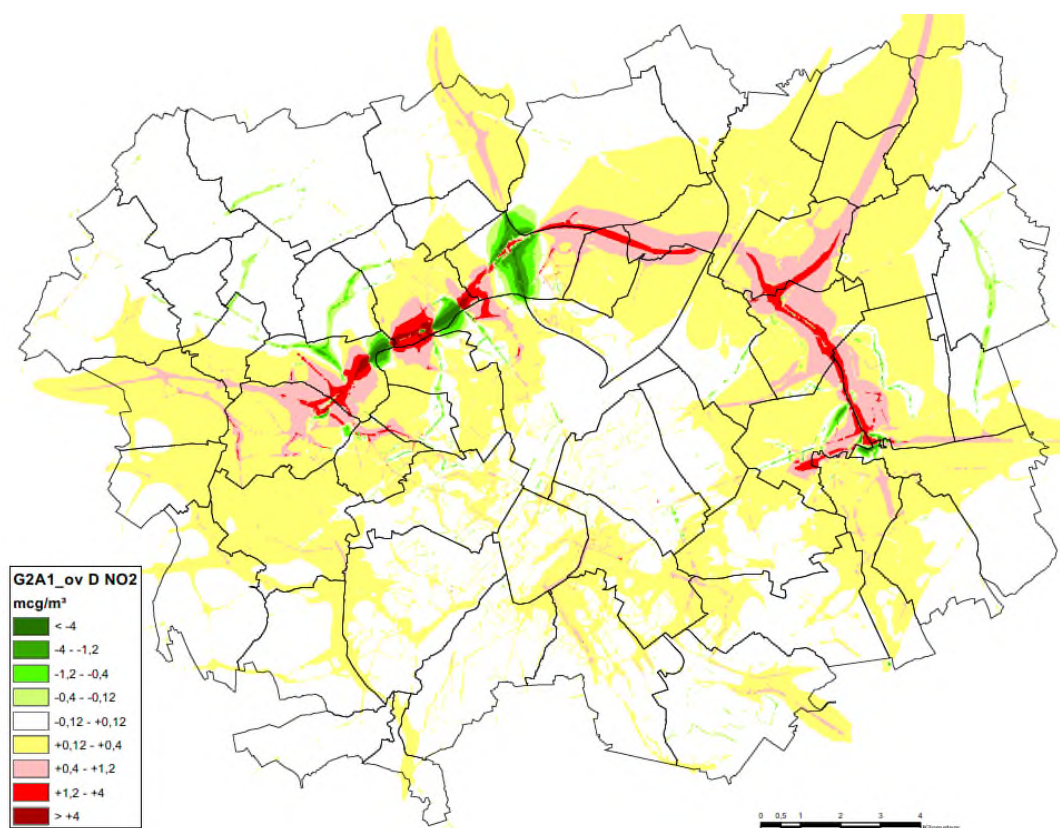 G2A1_ov D NO2
mcg/m³
< -4
-4 - -1,2
-1,2 - -0,4
-0,4 - -0,12
-0,12 - +0,12
+0,12 - +0,4
+0,4 - +1,2
+1,2 - +4
> +4
0 0,5 1 2 3 4